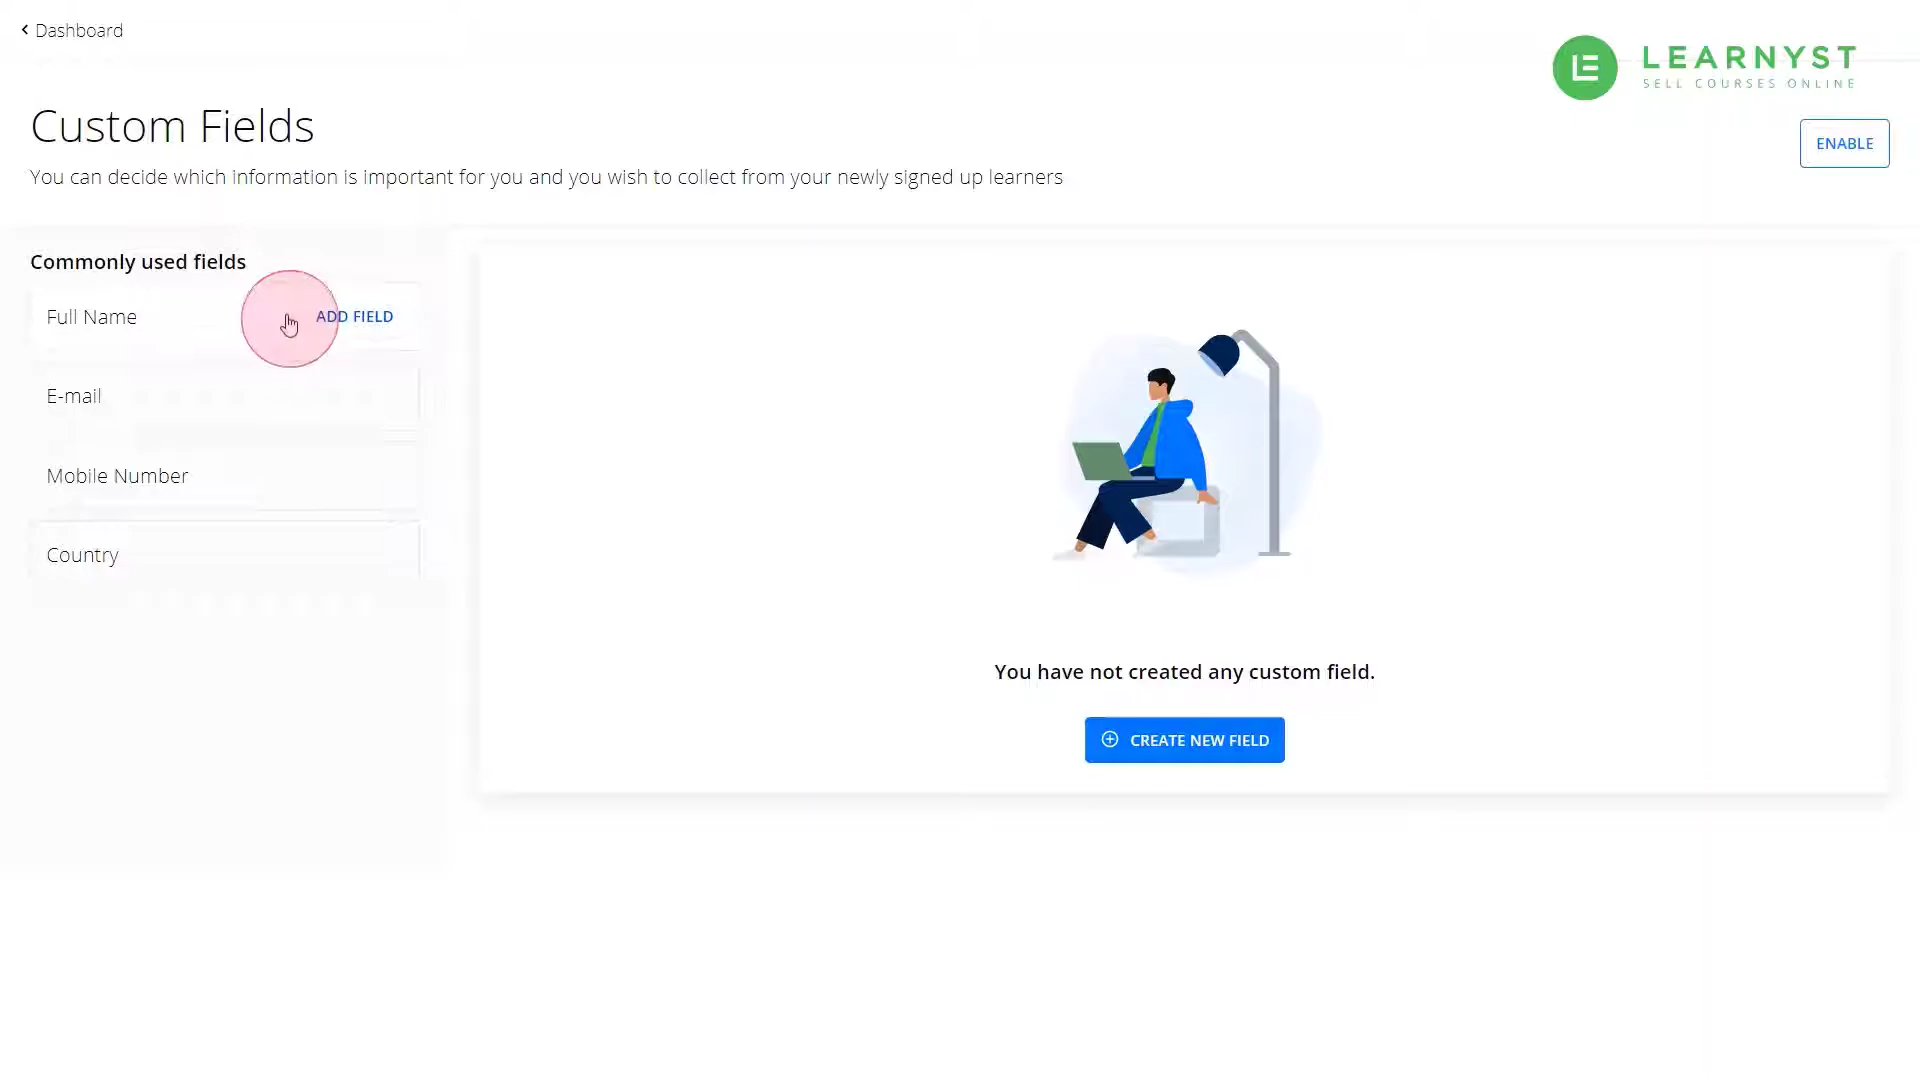 Dashboard
LEARNYST
SELL COURSES ONLINE
Custom Fields
ENABLE
You can decide which information is important for you and you wish to collect from your newly signed up learners
Commonly used fields
Full Name
ADD FIELD
E-mail
Mobile Number
Country
You have not created any custom field.
CREATE NEW FIELD